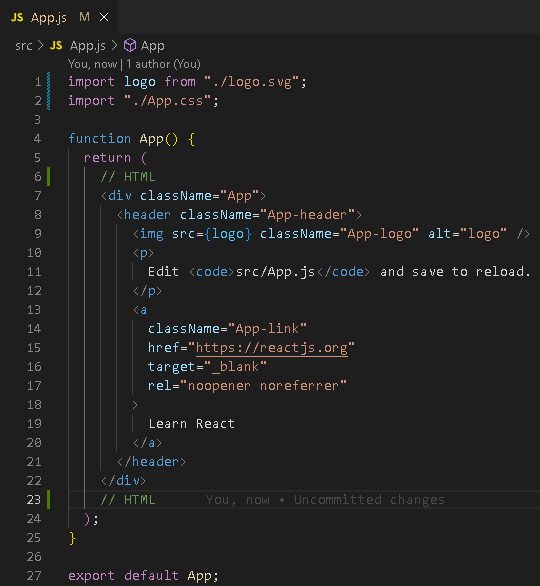 JS App.js M ×
src > JS App.js > App
You, now | 1 author (You)
1 import logo from "./logo.svg";
2 import "./App.css";
3
4 function App() {
5   return (
6     // HTML
7     <div className="App">
8       <header className="App-header">
9         <img src={logo} className="App-logo" alt="logo" />
10         <p>
11           Edit <code>src/App.js</code> and save to reload.
12         </p>
13         <a
14           className="App-link"
15           href="https://reactjs.org"
16           target="_blank"
17           rel="noopener noreferrer"
18         >
19           Learn React
20         </a>
21       </header>
22     </div>
23     // HTML You, now • Uncommitted changes
24   );
25 }
26
27 export default App;